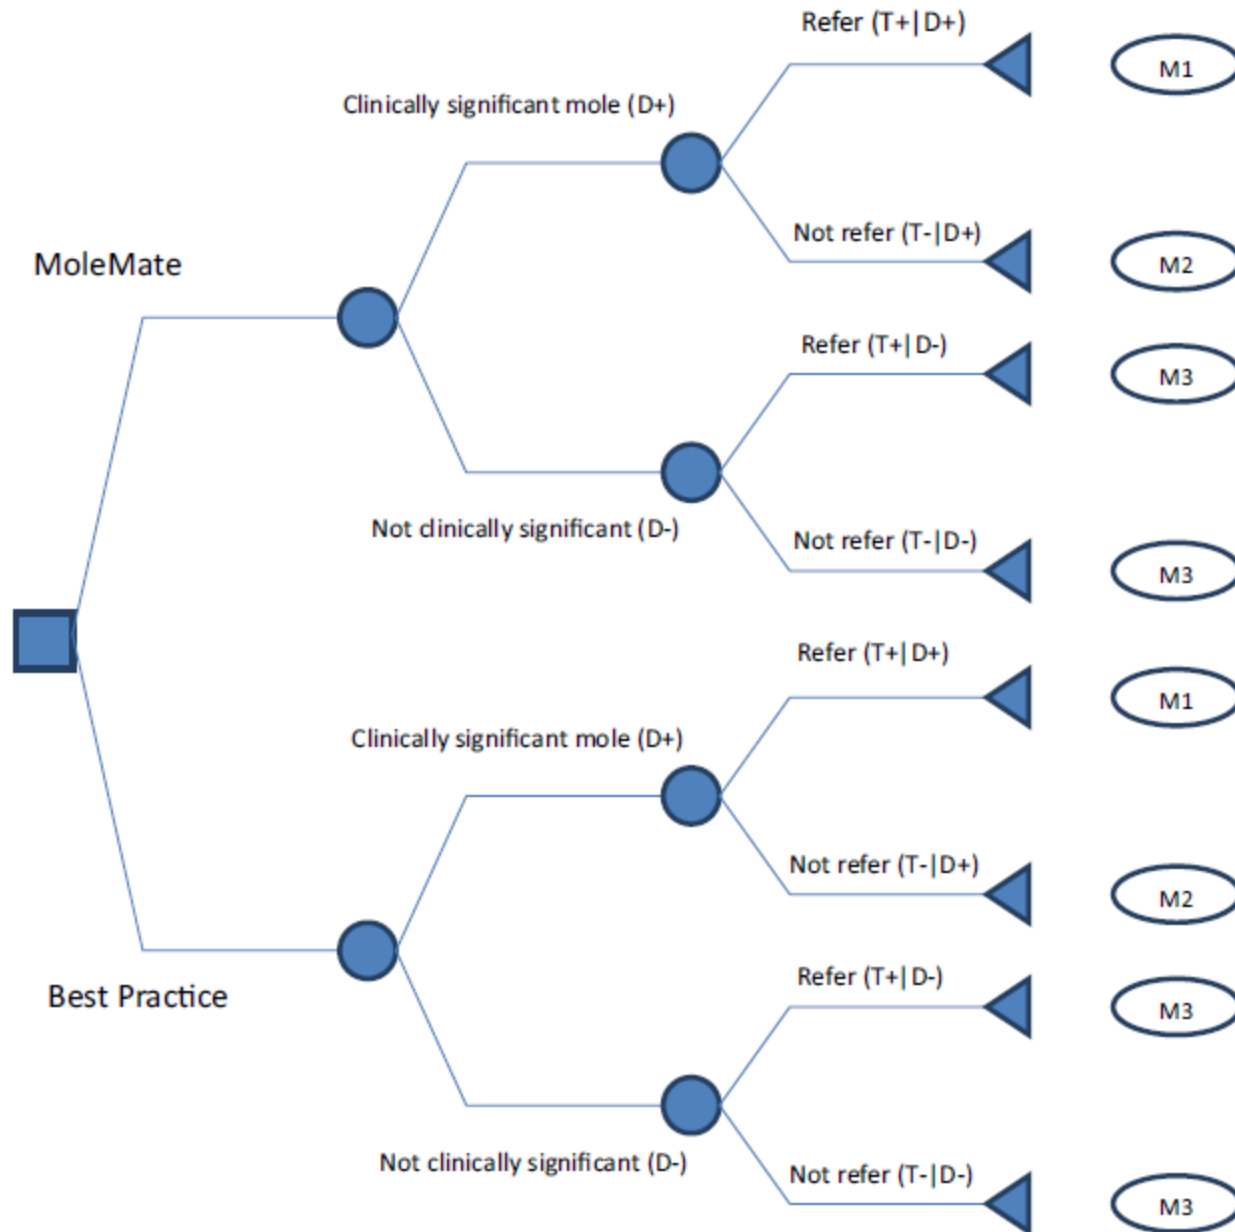 Refer (T+|D+)
M1
Clinically significant mole (D+)
Not refer (T-|D+)
M2
MoleMate
Refer (T+|D-)
M3
Not clinically significant (D-)
Not refer (T-|D-)
M3
Refer (T+|D+)
M1
Clinically significant mole (D+)
Not refer (T-|D+)
M2
Best Practice
Refer (T+|D-)
M3
Not clinically significant (D-)
Not refer (T-|D-)
M3